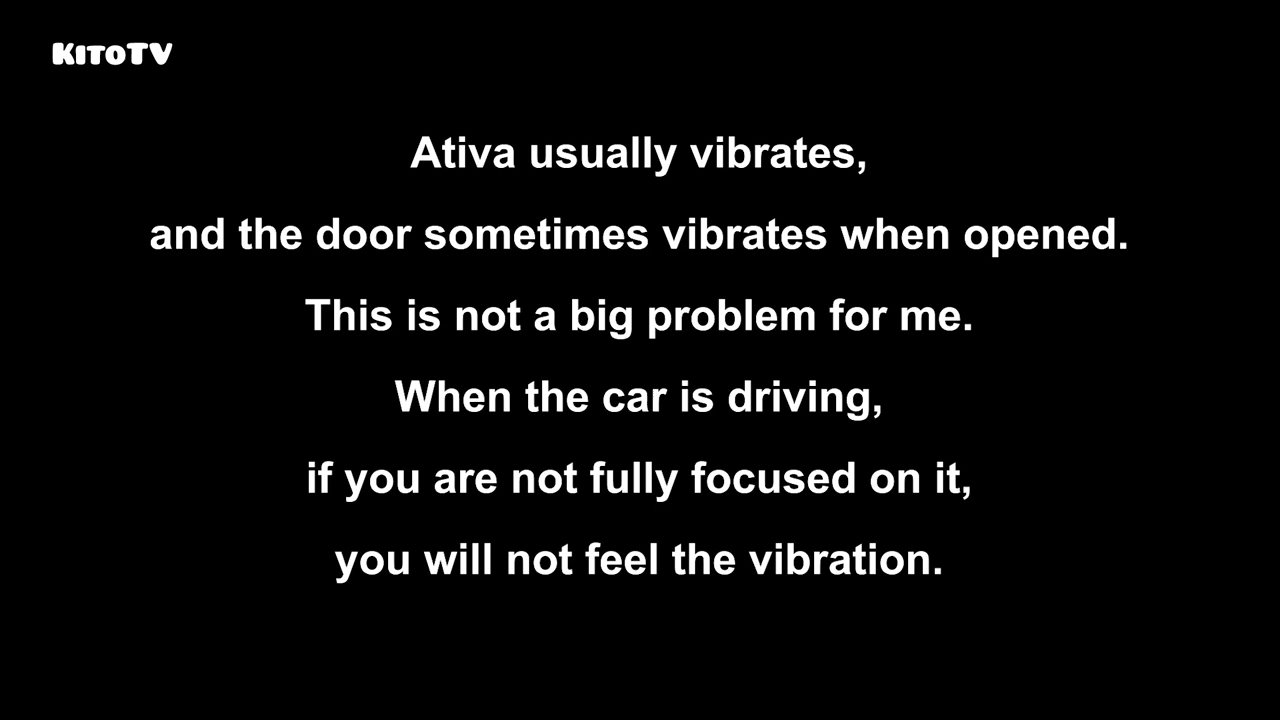 KitoTV
Ativa usually vibrates,
and the door sometimes vibrates when opened.
This is not a big problem for me.
When the car is driving,
if you are not fully focused on it,
you will not feel the vibration.